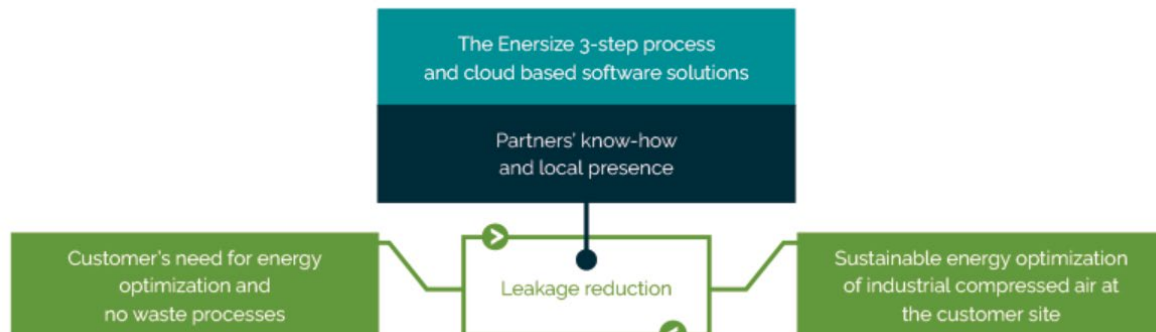 The Enersize 3-step process
and cloud based software solutions
Partners' know-how
and local presence
Customer's need for energy
optimization and
no waste processes
Leakage reduction
Sustainable energy optimization
of industrial compressed air at
the customer site